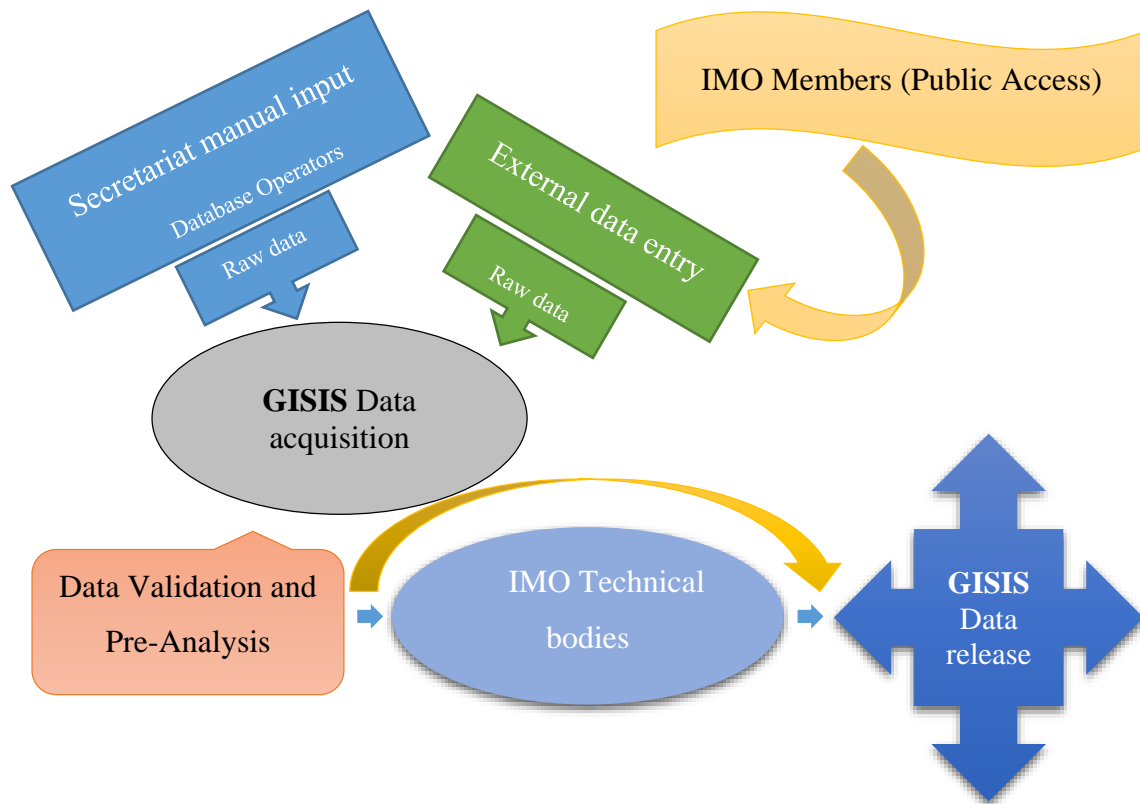 Secretariat manual input
Database Operators
Raw data
External data entry
Raw data
IMO Members (Public Access)
GISIS Data
acquisition
Data Validation and
Pre-Analysis
IMO Technical
bodies
GISIS
Data
release